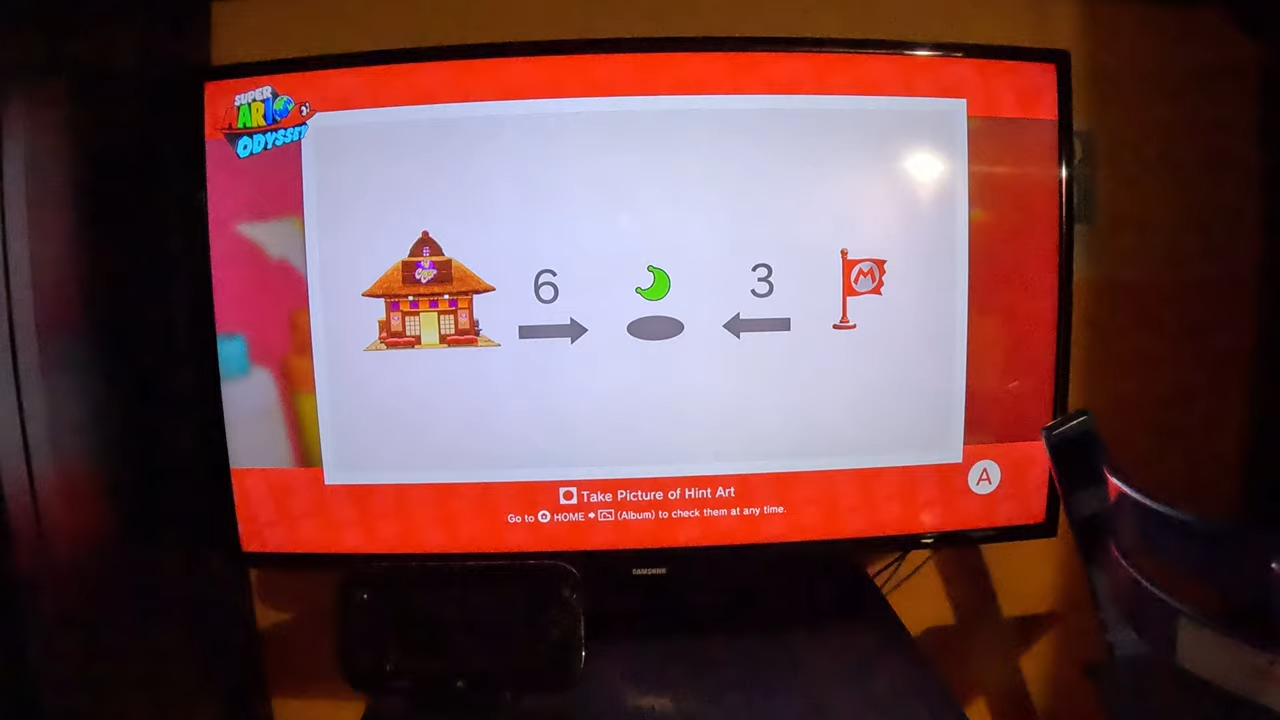 SUPER
MARIO
ODYSSEY
6
3
M
Take Picture of Hint Art
A
Go to HOME (Album) to check them at any time.
SAMSUNG